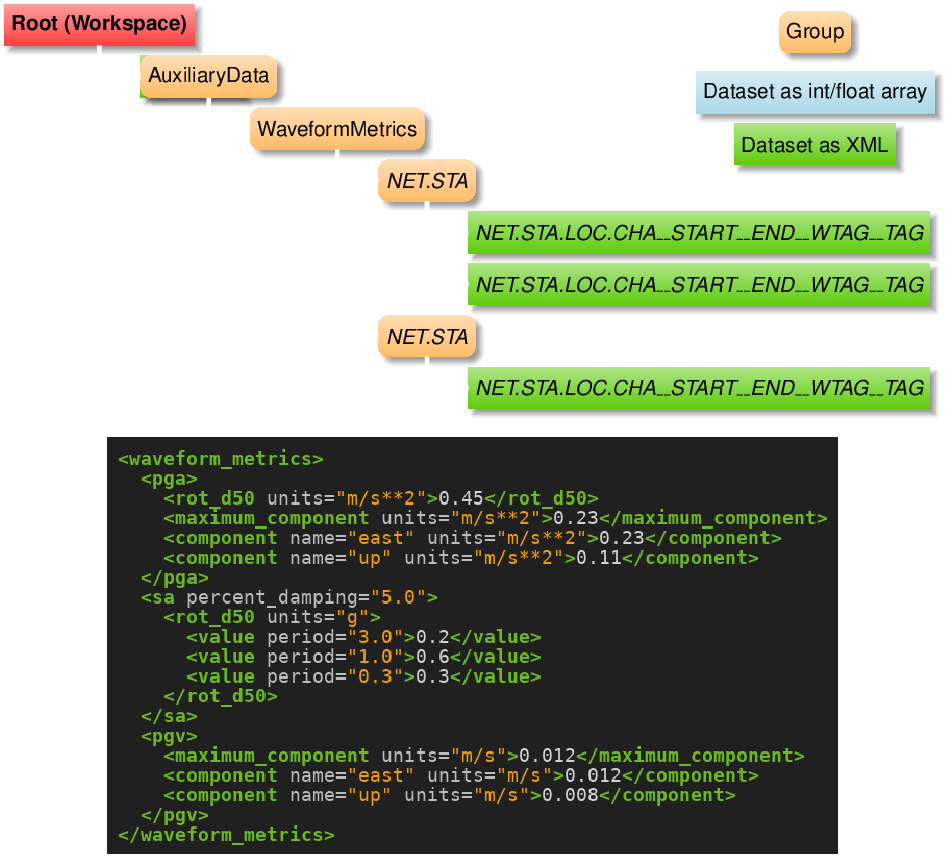 Root (Workspace)
Group
AuxiliaryData
Dataset as int/float array
WaveformMetrics
Dataset as XML
NET.STA
NET.STA.LOC.CHA__START__END__WTAG__TAG
NET.STA.LOC.CHA__START__END__WTAG__TAG
NET.STA
NET.STA.LOC.CHA__START__END__WTAG__TAG
<waveform_metrics>
  <pga>
    <rot_d50 units="m/s**2">0.45</rot_d50>
    <maximum_component units="m/s**2">0.23</maximum_component>
    <component name="east" units="m/s**2">0.23</component>
    <component name="up" units="m/s**2">0.11</component>
  </pga>
  <sa percent_damping="5.0">
    <rot_d50 units="g">
      <value period="3.0">0.2</value>
      <value period="1.0">0.6</value>
      <value period="0.3">0.3</value>
    </rot_d50>
  </sa>
  <pgv>
    <maximum_component units="m/s">0.012</maximum_component>
    <component name="east" units="m/s">0.012</component>
    <component name="up" units="m/s">0.008</component>
  </pgv>
</waveform_metrics>